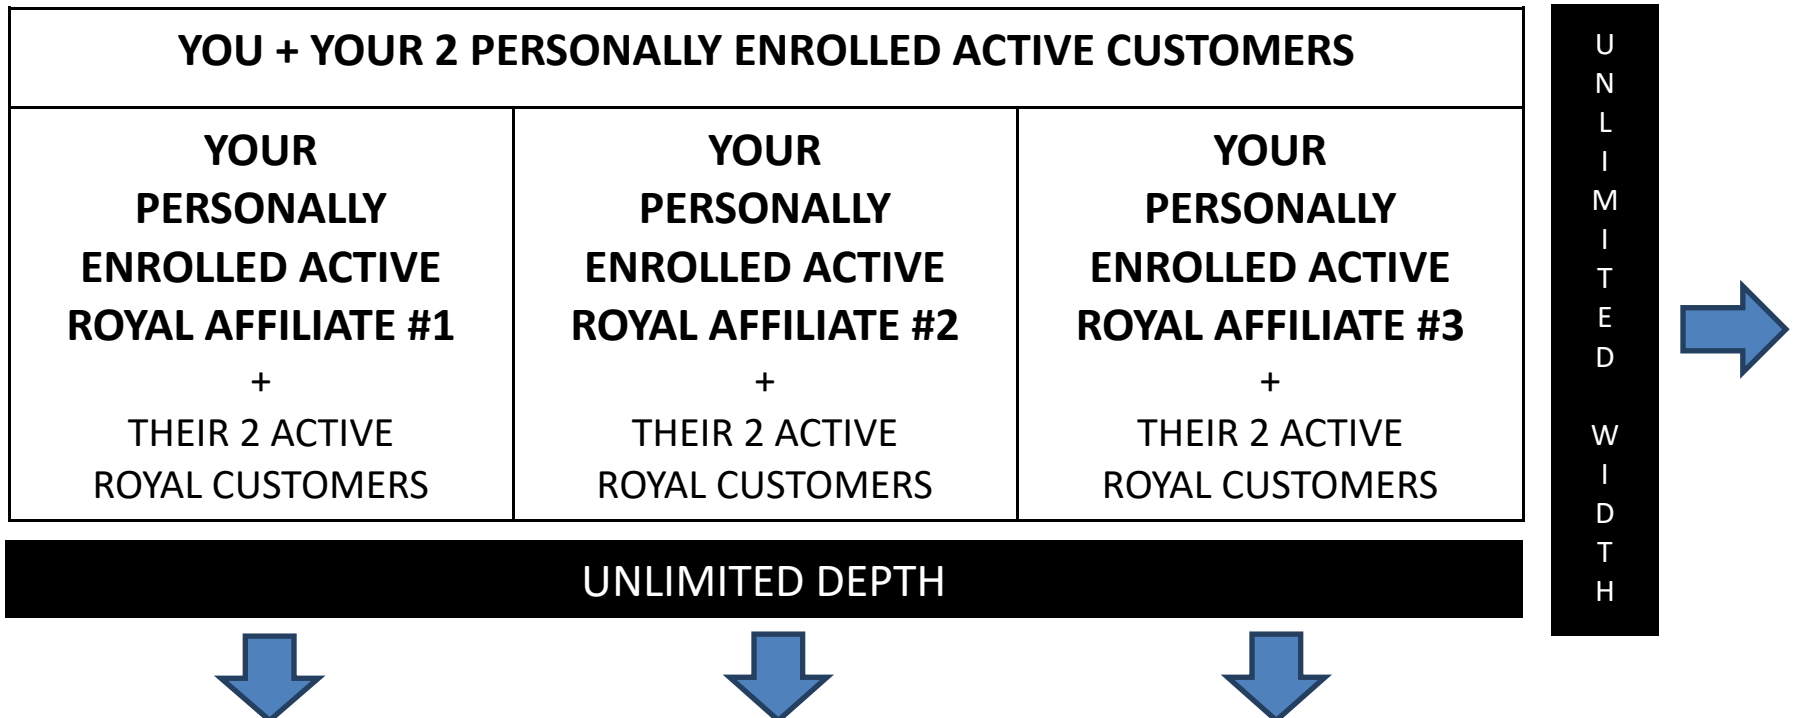 YOU + YOUR 2 PERSONALLY ENROLLED ACTIVE CUSTOMERS
YOUR
PERSONALLY
ENROLLED ACTIVE
ROYAL AFFILIATE #1
+
THEIR 2 ACTIVE
ROYAL CUSTOMERS
YOUR
PERSONALLY
ENROLLED ACTIVE
ROYAL AFFILIATE #2
+
THEIR 2 ACTIVE
ROYAL CUSTOMERS
YOUR
PERSONALLY
ENROLLED ACTIVE
ROYAL AFFILIATE #3
+
THEIR 2 ACTIVE
ROYAL CUSTOMERS
UNLIMITED DEPTH
UNLIMITED WIDTH